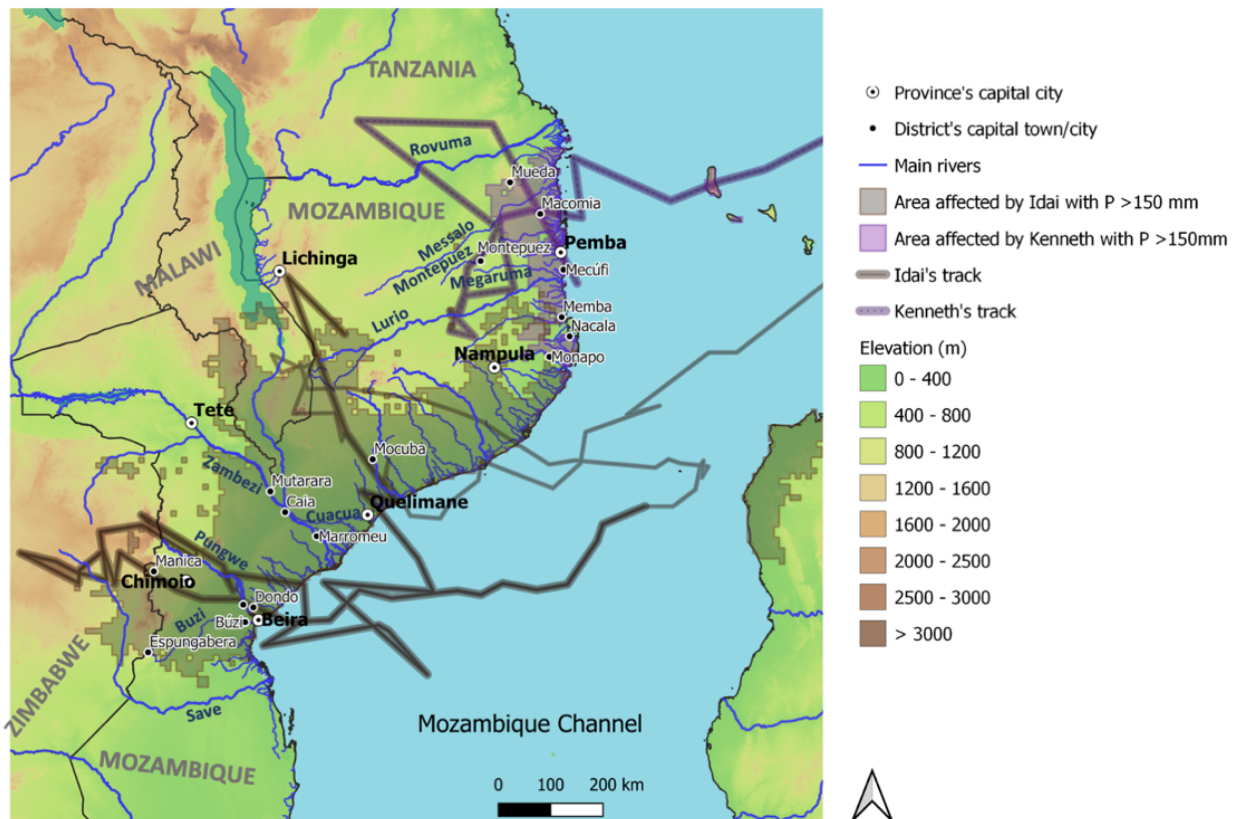 TANZANIA
Rovuma
Mueda
MOZAMBIQUE
Macomia
Messalo
Pemba
Montepuez
Montepuez
MALAWI
Lichinga
Mecúfi
Megaruma
Memba
Lurio
Nacala
Nampula
Monapo
Tete
Mocuba
Zambezi
Mutarara
Caia
Quelimane
Cuacua
Marromeu
Púngwe
Manica
Chimoio
Dondo
Buzi
Búzi
Beira
Espungabera
ZIMBABWE
Save
Mozambique Channel
MOZAMBIQUE
0 100 200 km
Province's capital city
District's capital town/city
Main rivers
Area affected by Idai with P >150 mm
Area affected by Kenneth with P >150mm
Idai's track
Kenneth's track
Elevation (m)
0 - 400
400 - 800
800 - 1200
1200 - 1600
1600 - 2000
2000 - 2500
2500 - 3000
> 3000